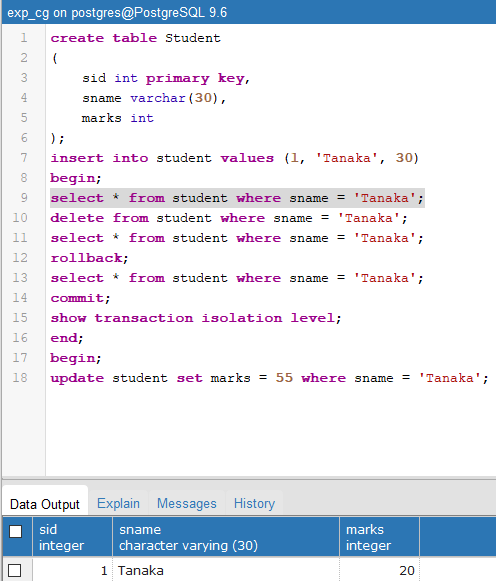 exp_cg on postgres@PostgreSQL 9.6
1 create table Student
2 (
3 sid int primary key,
4 sname varchar(30),
5 marks int
6 );
7 insert into student values (1, 'Tanaka', 30)
8 begin;
9 select * from student where sname = 'Tanaka';
10 delete from student where sname = 'Tanaka';
11 select * from student where sname = 'Tanaka';
12 rollback;
13 select * from student where sname = 'Tanaka';
14 commit;
15 show transaction isolation level;
16 end;
17 begin;
18 update student set marks = 55 where sname = 'Tanaka';
Data Output Explain Messages History
sid sname marks
integer character varying (30) integer
1 Tanaka 20